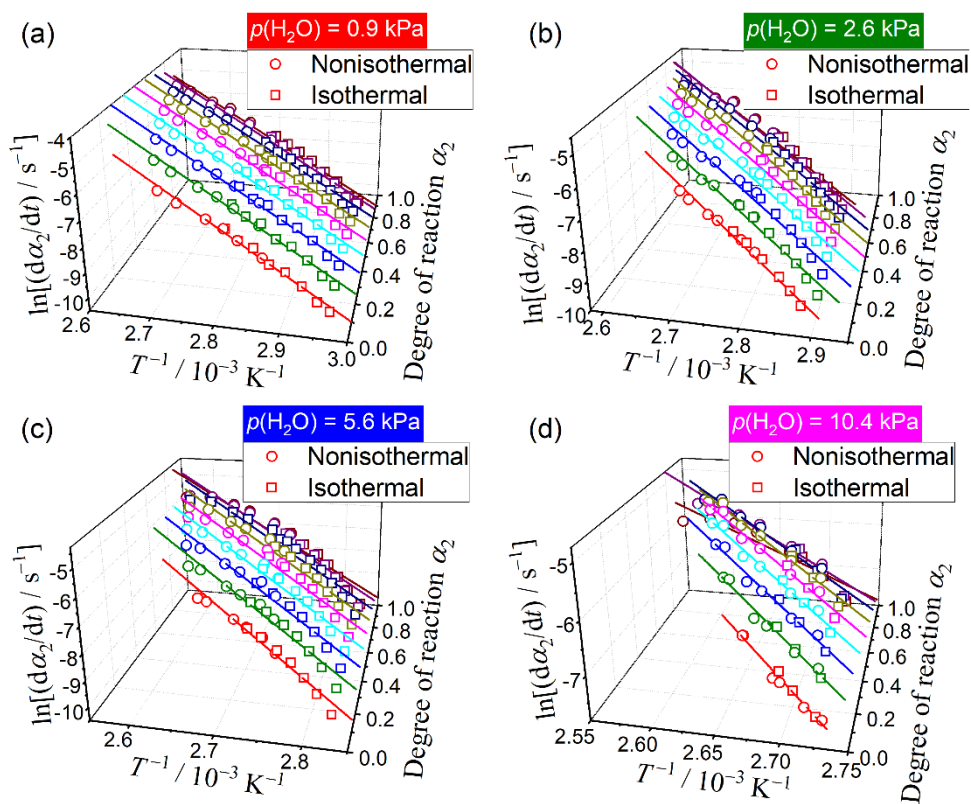 (a)
p(H₂O) = 0.9 kPa
Nonisothermal
Isothermal
ln[(dα₂/dt) / s⁻¹]
-4
-5
-6
-7
-8
-9
-10
2.6
2.7
2.8
2.9
3.0
T⁻¹ / 10⁻³ K⁻¹
0.0
0.2
0.4
0.6
0.8
1.0
Degree of reaction α₂
(b)
p(H₂O) = 2.6 kPa
Nonisothermal
Isothermal
ln[(dα₂/dt) / s⁻¹]
-5
-6
-7
-8
-9
-10
2.6
2.7
2.8
2.9
T⁻¹ / 10⁻³ K⁻¹
0.0
0.2
0.4
0.6
0.8
1.0
Degree of reaction α₂
(c)
p(H₂O) = 5.6 kPa
Nonisothermal
Isothermal
ln[(dα₂/dt) / s⁻¹]
-5
-6
-7
-8
-9
-10
2.6
2.7
2.8
T⁻¹ / 10⁻³ K⁻¹
0.0
0.2
0.4
0.6
0.8
1.0
Degree of reaction α₂
(d)
p(H₂O) = 10.4 kPa
Nonisothermal
Isothermal
ln[(dα₂/dt) / s⁻¹]
-5
-6
-7
2.55
2.60
2.65
2.70
2.75
T⁻¹ / 10⁻³ K⁻¹
0.0
0.2
0.4
0.6
0.8
1.0
Degree of reaction α₂